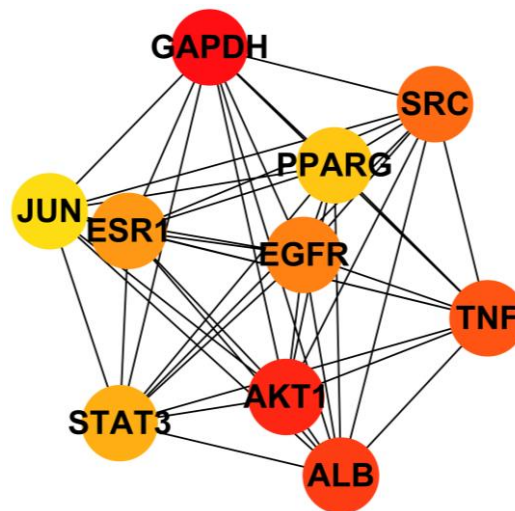 GAPDH
SRC
PPARG
JUN
ESR1
EGFR
TNF
AKT1
STAT3
ALB